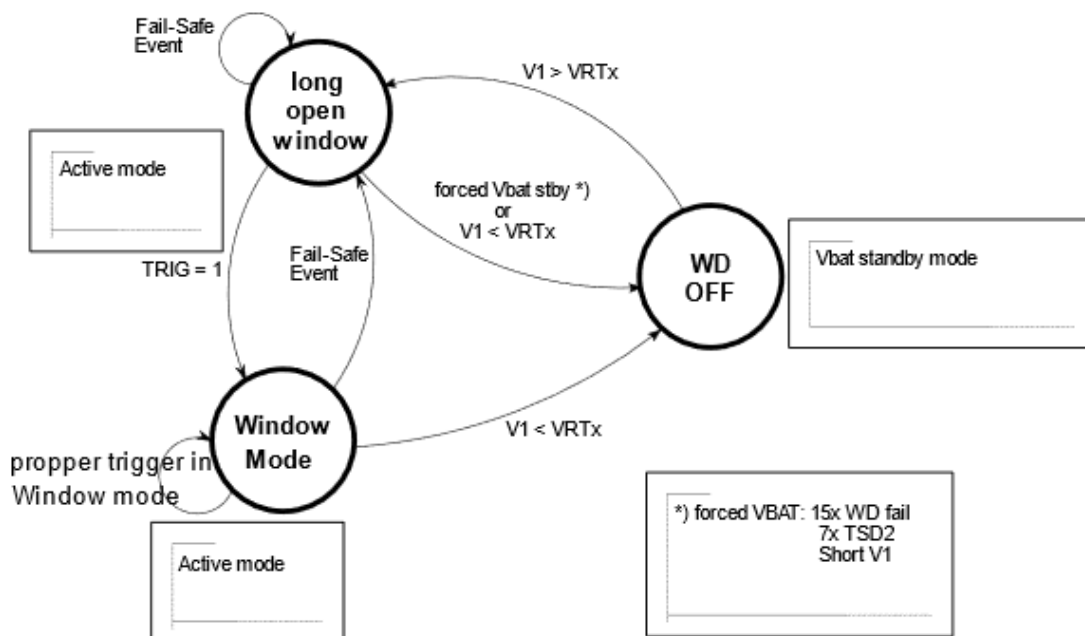 Fail-Safe
Event
long
open
window
V1 > VRTx
Active mode
forced Vbat stby *)
or
V1 < VRTx
TRIG = 1
Fail-Safe
Event
WD
OFF
Vbat standby mode
Window
Mode
V1 < VRTx
propper trigger in
Window mode
*) forced VBAT: 15x WD fail
7x TSD2
Short V1
Active mode